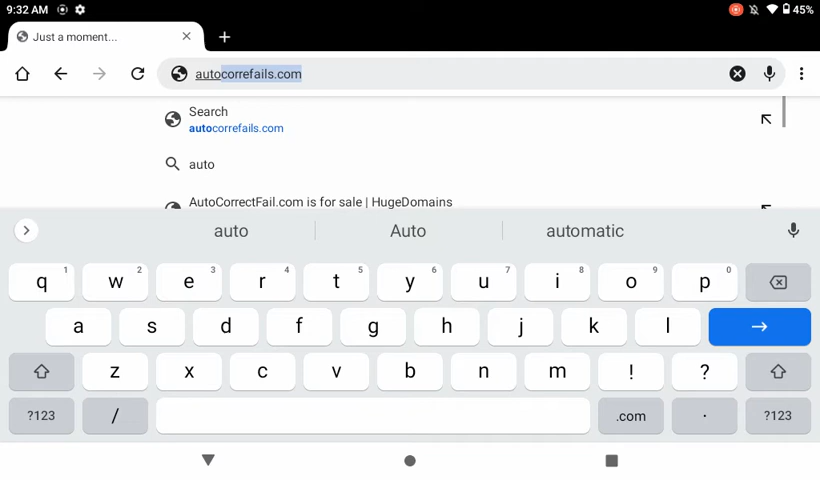 9:32 AM 45%
Just a moment...
autocorrefails.com
Search
autocorrefails.com
auto
AutoCorrectFail.com is for sale | HugeDomains
auto Auto automatic
q 1 w 2 e 3 r 4 t 5 y 6 u 7 i 8 o 9 p 0
a s d f g h j k l
z x c v b n m ! ?
?123 / .com . ?123